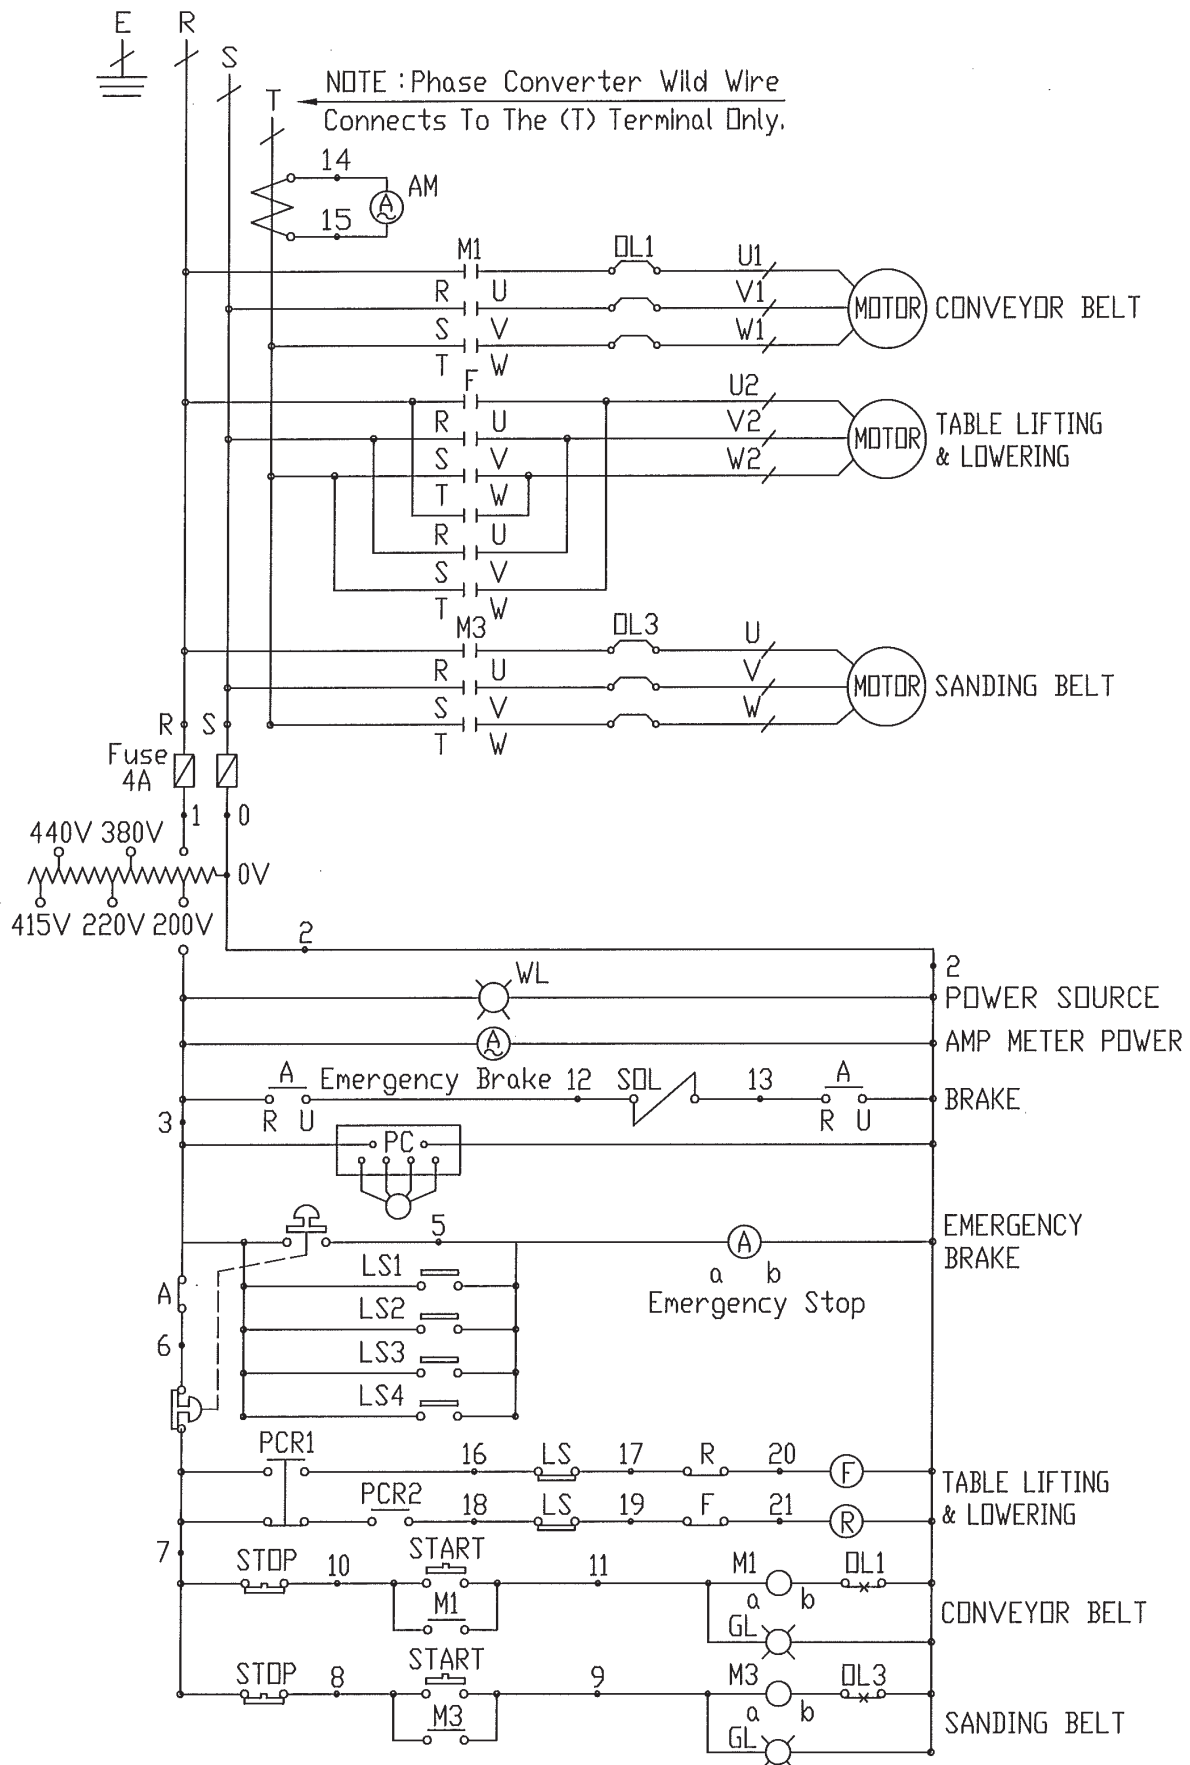 E R
S
T
NOTE : Phase Converter Wild Wire
Connects To The (T) Terminal Only.
14
AM
A
15
M1 OL1 U1
R U V1 MOTOR CONVEYOR BELT
S V W1
T W
F U2
R U V2 MOTOR TABLE LIFTING
& LOWERING
S V W2
T W
R U
S V
T W
M3 OL3 U
R U V MOTOR SANDING BELT
S V W
T W
R S
Fuse
4A
1 0
440V 380V
0V
415V 220V 200V
2
2
WL
POWER SOURCE
A AMP METER POWER
A Emergency Brake 12 SOL 13 A
R U R U BRAKE
3
PC
5 A EMERGENCY
BRAKE
a b
Emergency Stop
LS1
A
LS2
6
LS3
LS4
PCR1 16 LS 17 R 20 F
TABLE LIFTING
& LOWERING
PCR2 18 LS 19 F 21 R
7
STOP 10 START 11 M1 OL1
M1 a b
GL
CONVEYOR BELT
STOP 8 START 9 M3 OL3
M3 a b
GL
SANDING BELT